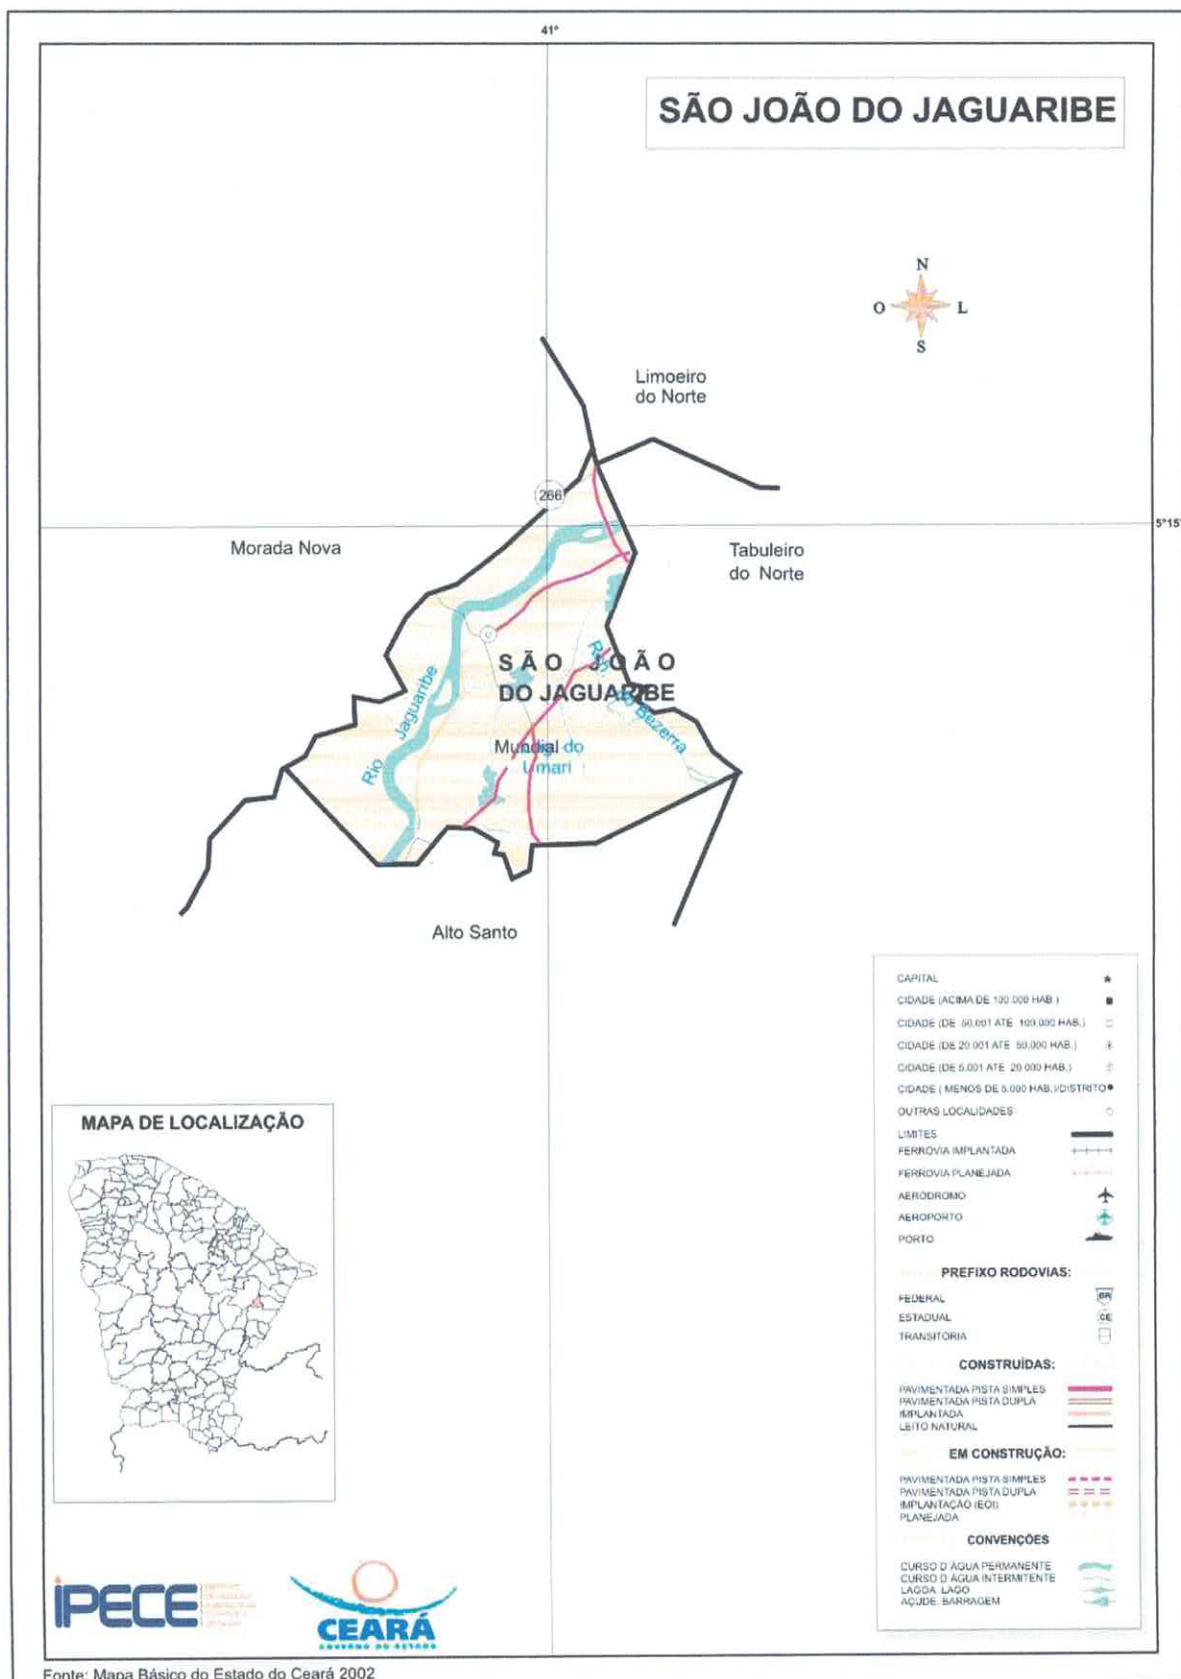 41°
SÃO JOÃO DO JAGUARIBE
N
O
L
S
Limoeiro
do Norte
266
5°15'
Morada Nova
Tabuleiro
do Norte
SÃO JOÃO
DO JAGUARIBE
Rch.
do Bezerra
Rio Jaguaribe
Mundial do
Umari
Alto Santo
CAPITAL
CIDADE (ACIMA DE 100.000 HAB.)
CIDADE (DE 50.001 ATÉ 100.000 HAB.)
CIDADE (DE 20.001 ATÉ 50.000 HAB.)
CIDADE (DE 5.001 ATÉ 20.000 HAB.)
CIDADE ( MENOS DE 5.000 HAB.)/DISTRITO
OUTRAS LOCALIDADES
LIMITES
FERROVIA IMPLANTADA
FERROVIA PLANEJADA
AERÓDROMO
AEROPORTO
PORTO
PREFIXO RODOVIAS:
FEDERAL BR
ESTADUAL CE
TRANSITÓRIA
CONSTRUÍDAS:
PAVIMENTADA PISTA SIMPLES
PAVIMENTADA PISTA DUPLA
IMPLANTADA
LEITO NATURAL
EM CONSTRUÇÃO:
PAVIMENTADA PISTA SIMPLES
PAVIMENTADA PISTA DUPLA
IMPLANTAÇÃO (EOI)
PLANEJADA
CONVENÇÕES
CURSO D'ÁGUA PERMANENTE
CURSO D'ÁGUA INTERMITENTE
LAGOA, LAGO
AÇUDE, BARRAGEM
MAPA DE LOCALIZAÇÃO
IPECE
CEARÁ
GOVERNO DO ESTADO
Fonte: Mapa Básico do Estado do Ceará 2002